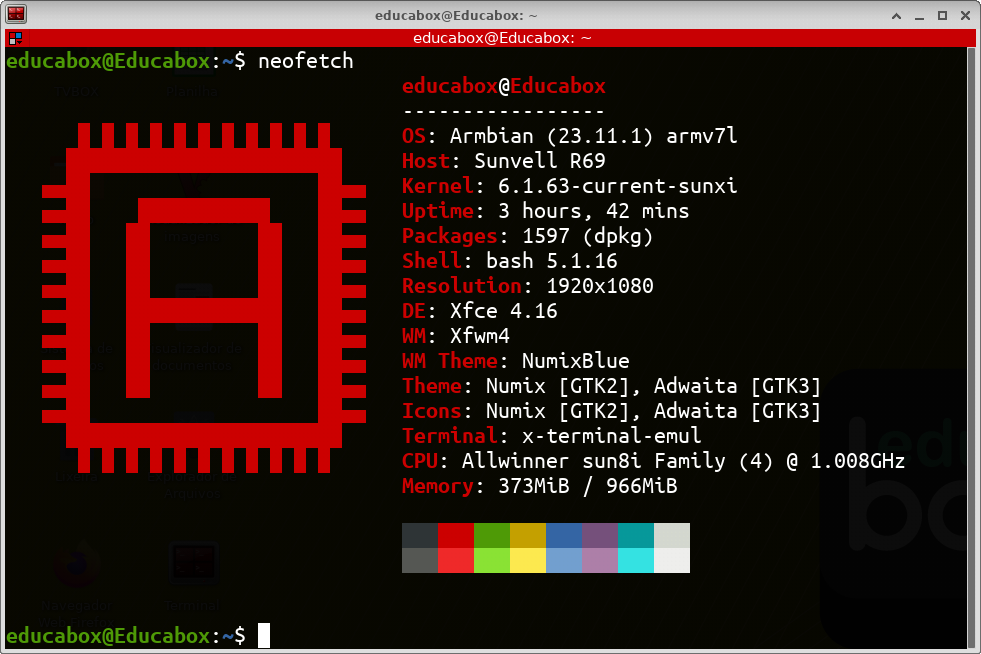 educabox@Educabox: ~
educabox@Educabox: ~
educabox@Educabox:~$ neofetch
educabox@Educabox
-----------------
OS: Armbian (23.11.1) armv7l
Host: Sunvell R69
Kernel: 6.1.63-current-sunxi
Uptime: 3 hours, 42 mins
Packages: 1597 (dpkg)
Shell: bash 5.1.16
Resolution: 1920x1080
DE: Xfce 4.16
WM: Xfwm4
WM Theme: NumixBlue
Theme: Numix [GTK2], Adwaita [GTK3]
Icons: Numix [GTK2], Adwaita [GTK3]
Terminal: x-terminal-emul
CPU: Allwinner sun8i Family (4) @ 1.008GHz
Memory: 373MiB / 966MiB
educabox@Educabox:~$